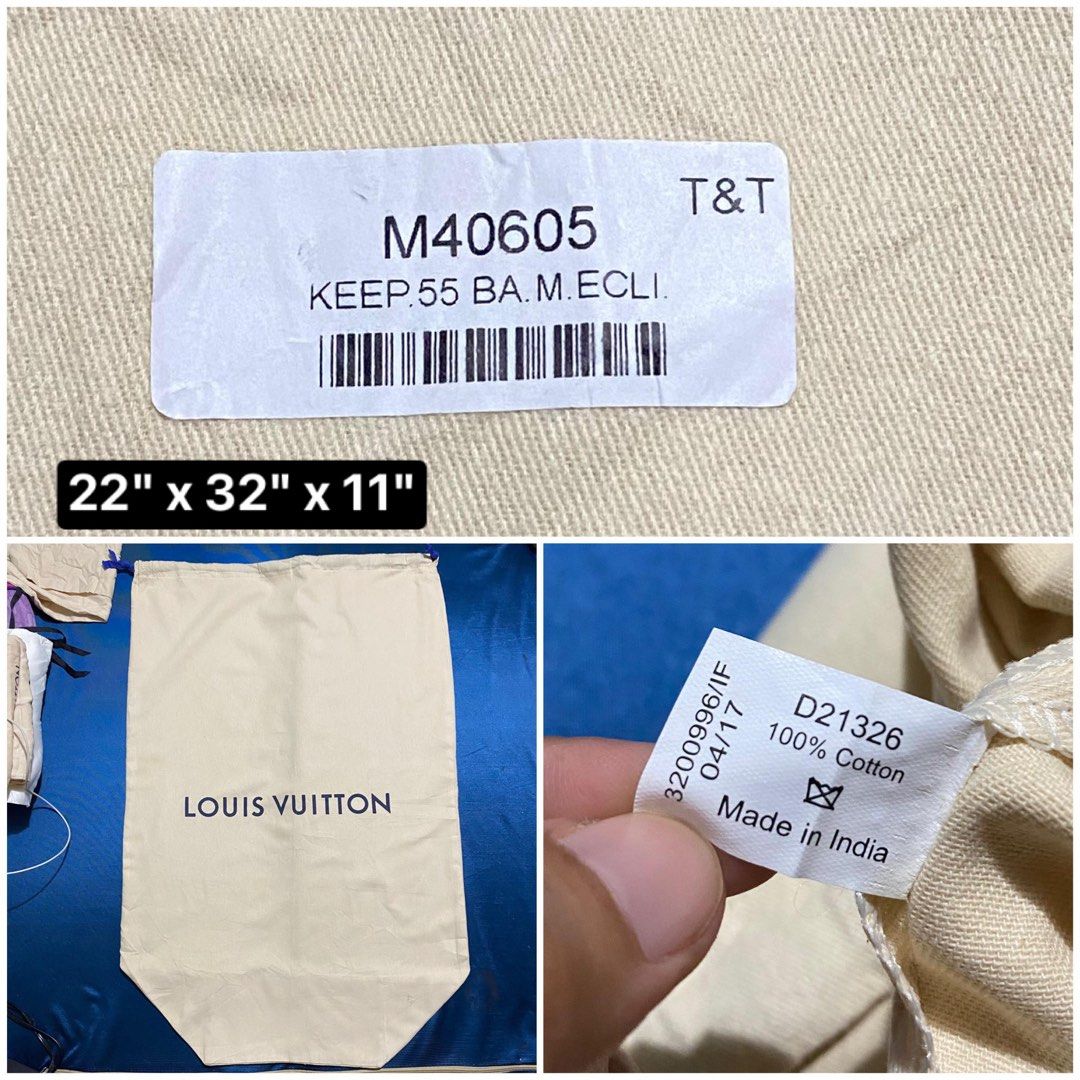 T&T
M40605
KEEP.55 BA.M.ECLI.
22" x 32" x 11"
LOUIS VUITTON
3200996/IF
04/17
D21326
100% Cotton
Made in India